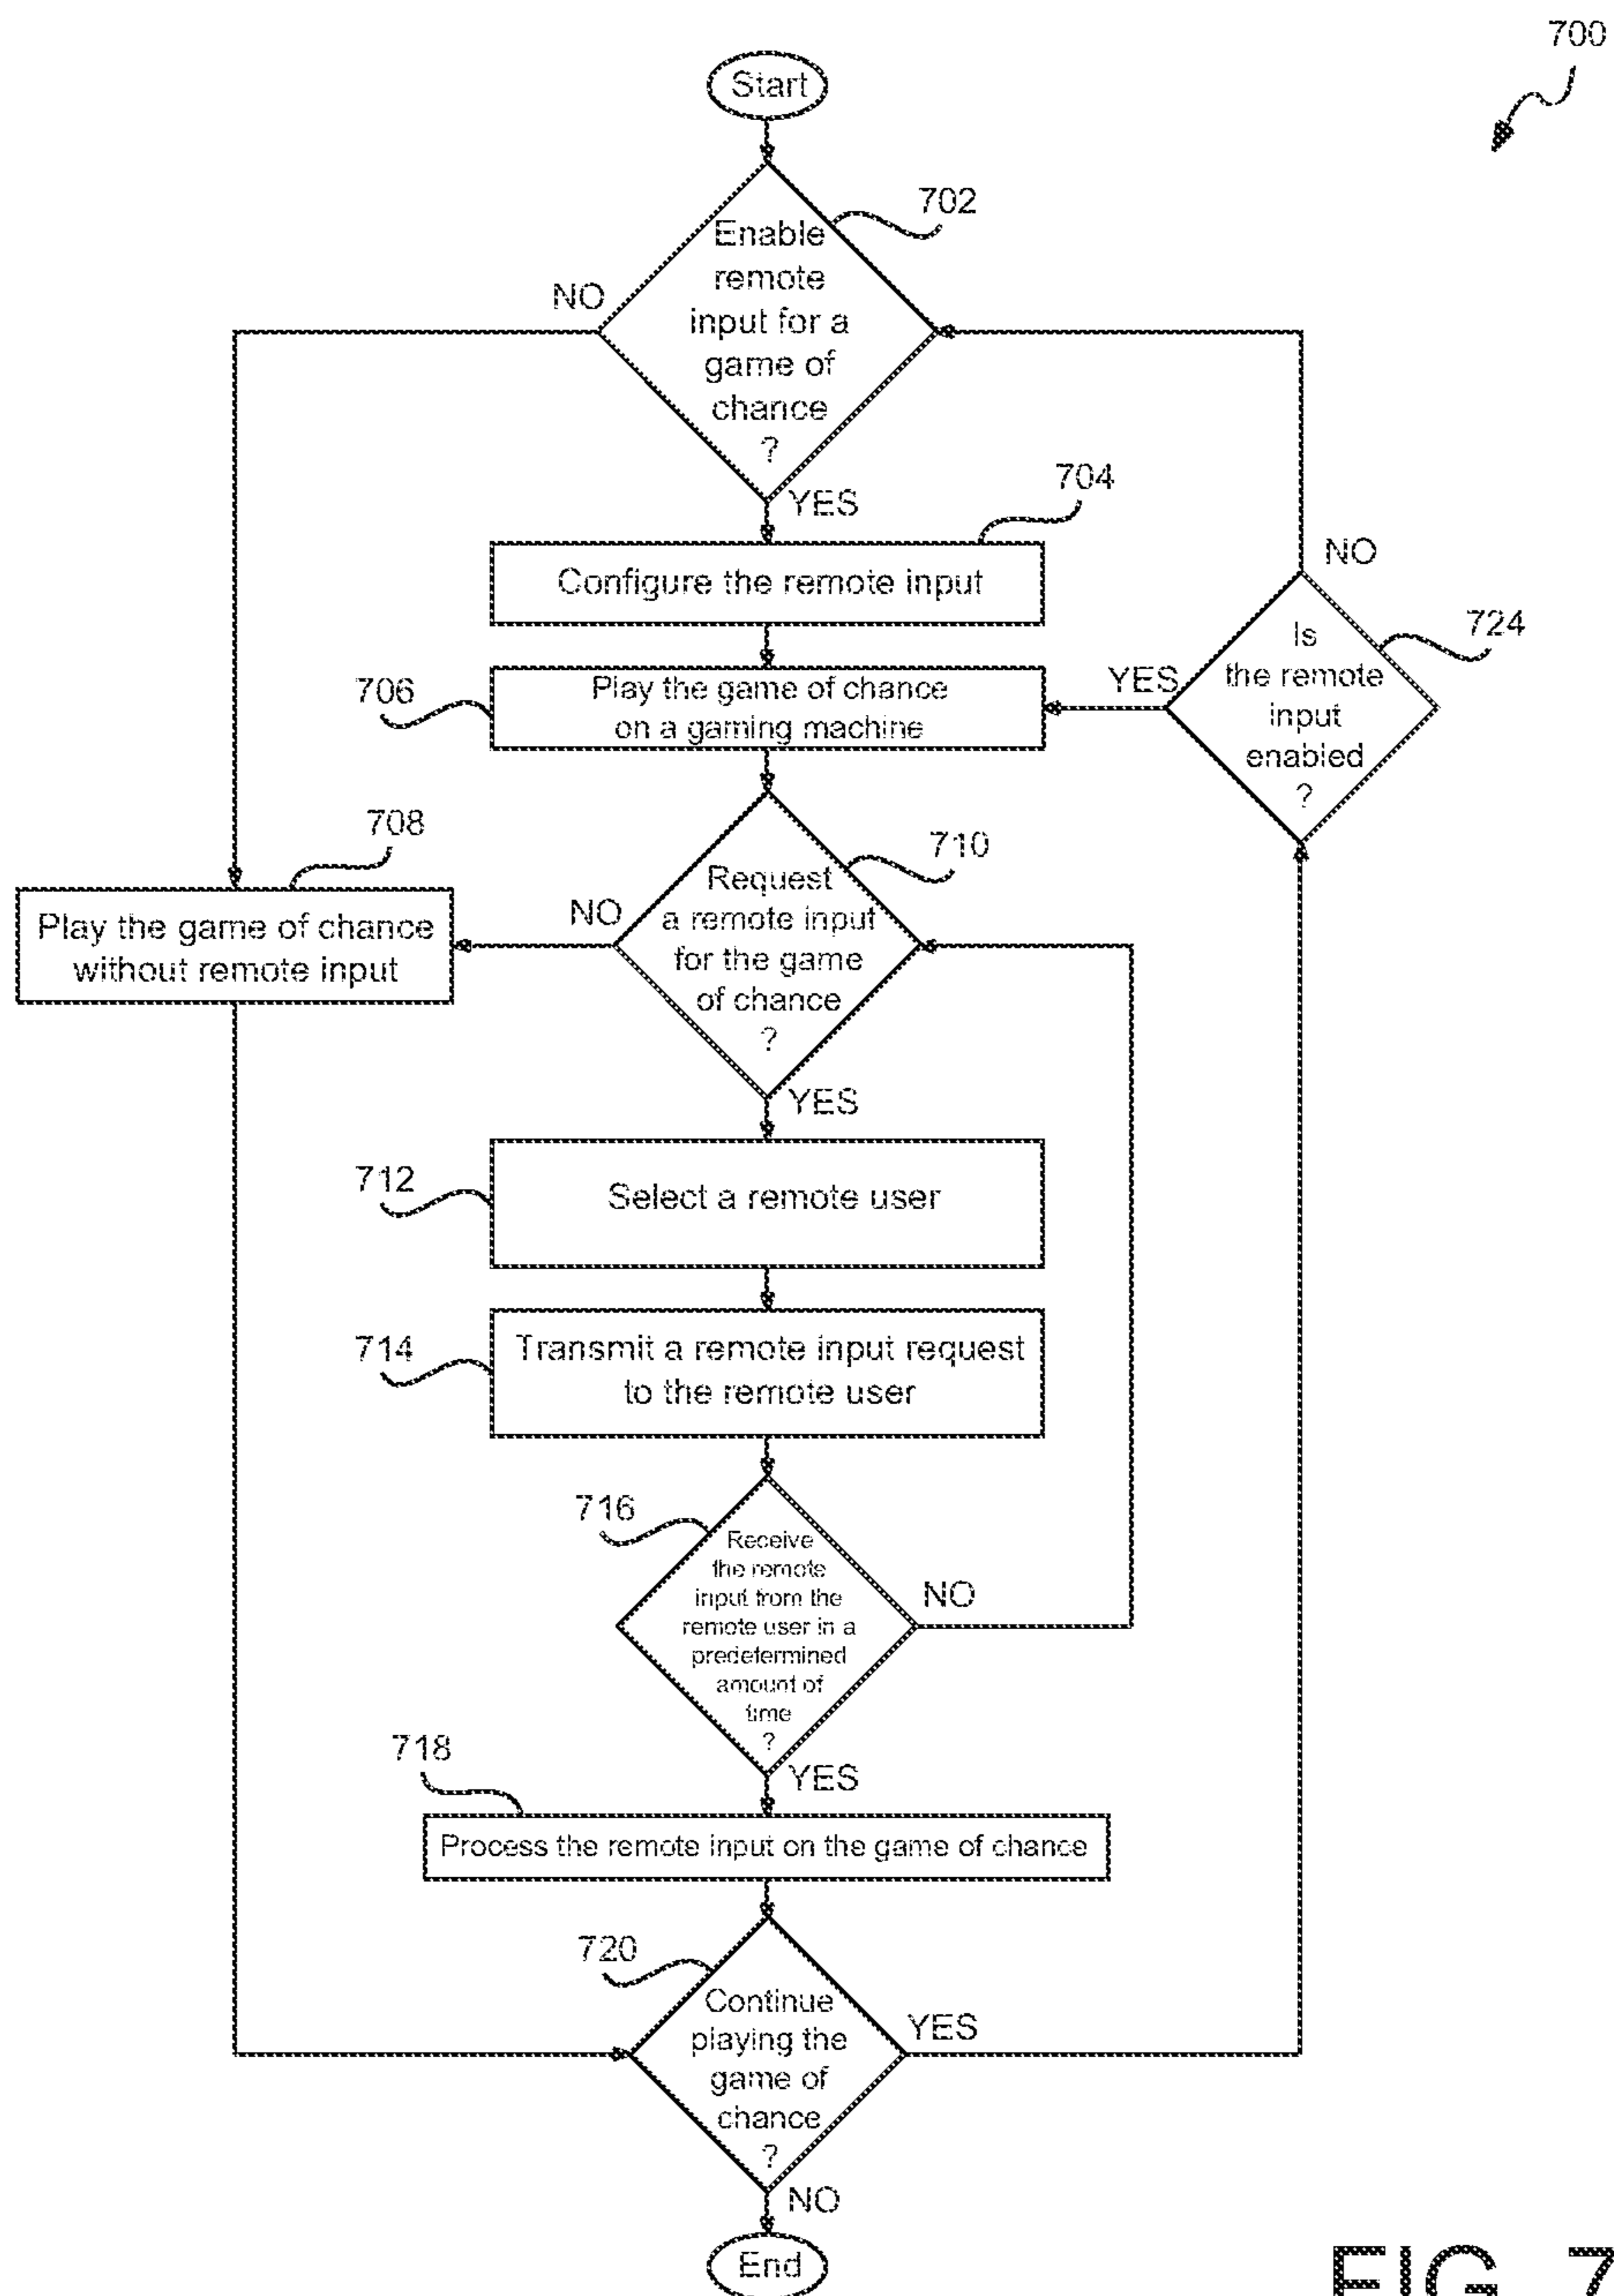 700
Start
702
Enable
remote
input for a
game of
chance
?
NO
YES
704
Configure the remote input
NO
724
Is
the remote
input
enabled
?
YES
706
Play the game of chance
on a gaming machine
708
Play the game of chance
without remote input
710
Request
a remote input
for the game
of chance
?
NO
YES
712
Select a remote user
714
Transmit a remote input request
to the remote user
716
Receive
the remote
input from the
remote user in a
predetermined
amount of
time
?
NO
YES
718
Process the remote input on the game of chance
720
Continue
playing the
game of
chance
?
YES
NO
End
FIG. 7